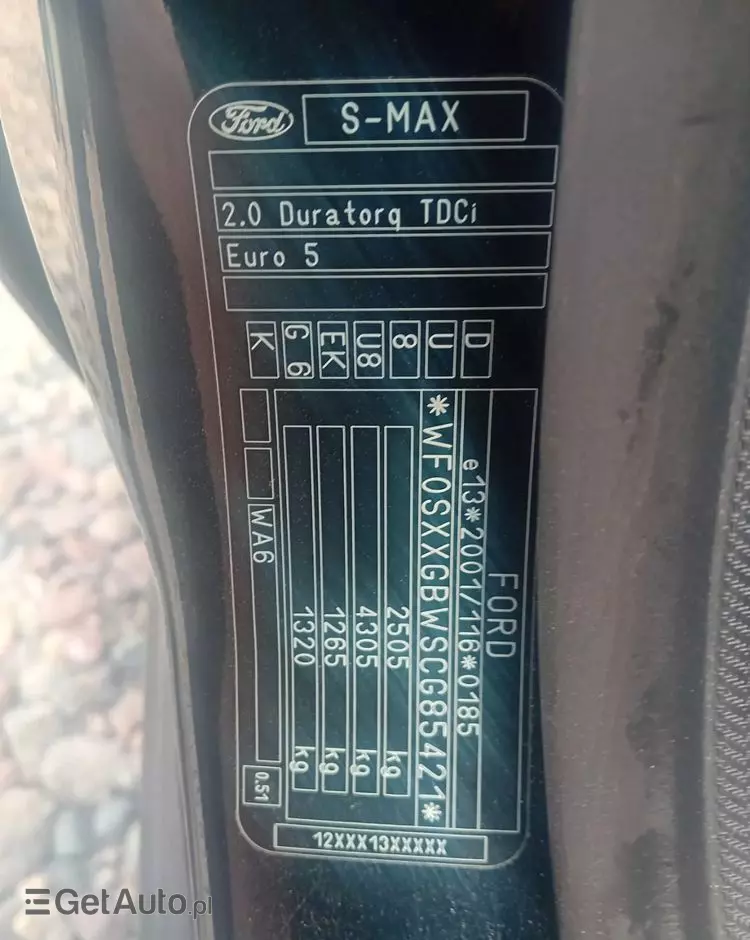 Ford
S-MAX
2.0 Duratorq TDCi
Euro 5
D
U
8
U8
EK
G 6
K
FORD
e13*2001/116*0185
*WF0SXXGBWSCG85421*
2505 kg
4305 kg
1265 kg
1320 kg
WA6
0.51
12XXX13XXXXX
GetAuto.pl